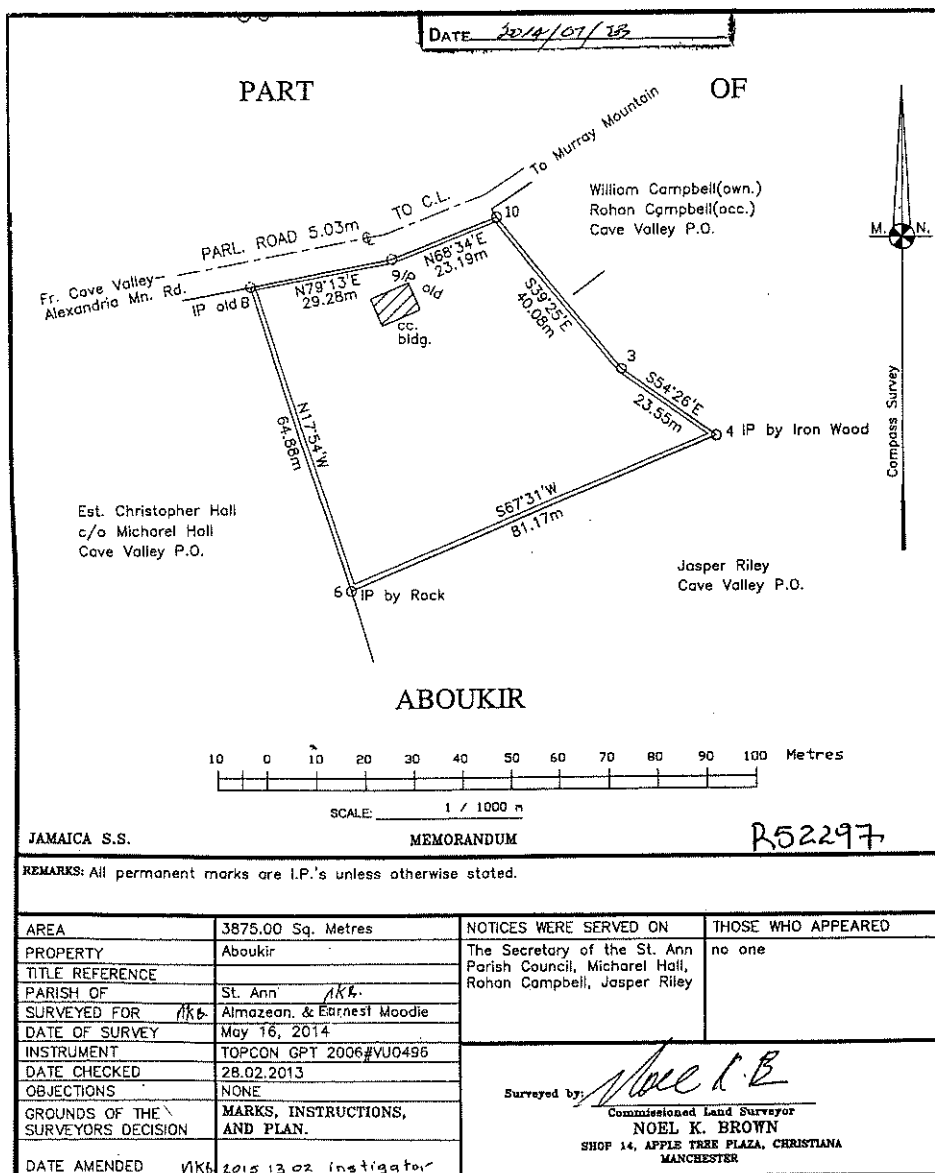 DATE 2014/07/23
PART OF
To Murray Mountain
William Campbell(own.)
Rohan Campbell(occ.)
Cave Valley P.O.
M. N.
TO C.L.
PARL. ROAD 5.03m
Fr. Cave Valley-
Alexandria Mn. Rd.
10
N68°34'E
23.19m
N79°13'E
29.28m
IP old 8
9/P old
cc.
bldg.
S39°25'E
40.08m
3
S54°26'E
23.55m
4 IP by Iron Wood
Compass Survey
N17°54'W
64.88m
S67°31'W
81.17m
Est. Christopher Hall
c/o Micharel Hall
Cave Valley P.O.
Jasper Riley
Cave Valley P.O.
6 IP by Rock
ABOUKIR
10 0 10 20 30 40 50 60 70 80 90 100 Metres
SCALE: 1 / 1000 m
JAMAICA S.S. MEMORANDUM R52297
REMARKS: All permanent marks are I.P.'s unless otherwise stated.
AREA 3875.00 Sq. Metres
PROPERTY Aboukir
TITLE REFERENCE
PARISH OF St. Ann NKB.
SURVEYED FOR NKB Almazean. & Earnest Moodie
DATE OF SURVEY May 16, 2014
INSTRUMENT TOPCON GPT 2006#VU0496
DATE CHECKED 28.02.2013
OBJECTIONS NONE
GROUNDS OF THE MARKS, INSTRUCTIONS,
SURVEYORS DECISION AND PLAN.
DATE AMENDED NKB 2015 13 02 instigator
NOTICES WERE SERVED ON
The Secretary of the St. Ann
Parish Council, Micharel Hall,
Rohan Campbell, Jasper Riley
THOSE WHO APPEARED
no one
Surveyed by: Noel K. B
Commissioned Land Surveyor
NOEL K. BROWN
SHOP 14, APPLE TREE PLAZA, CHRISTIANA
MANCHESTER